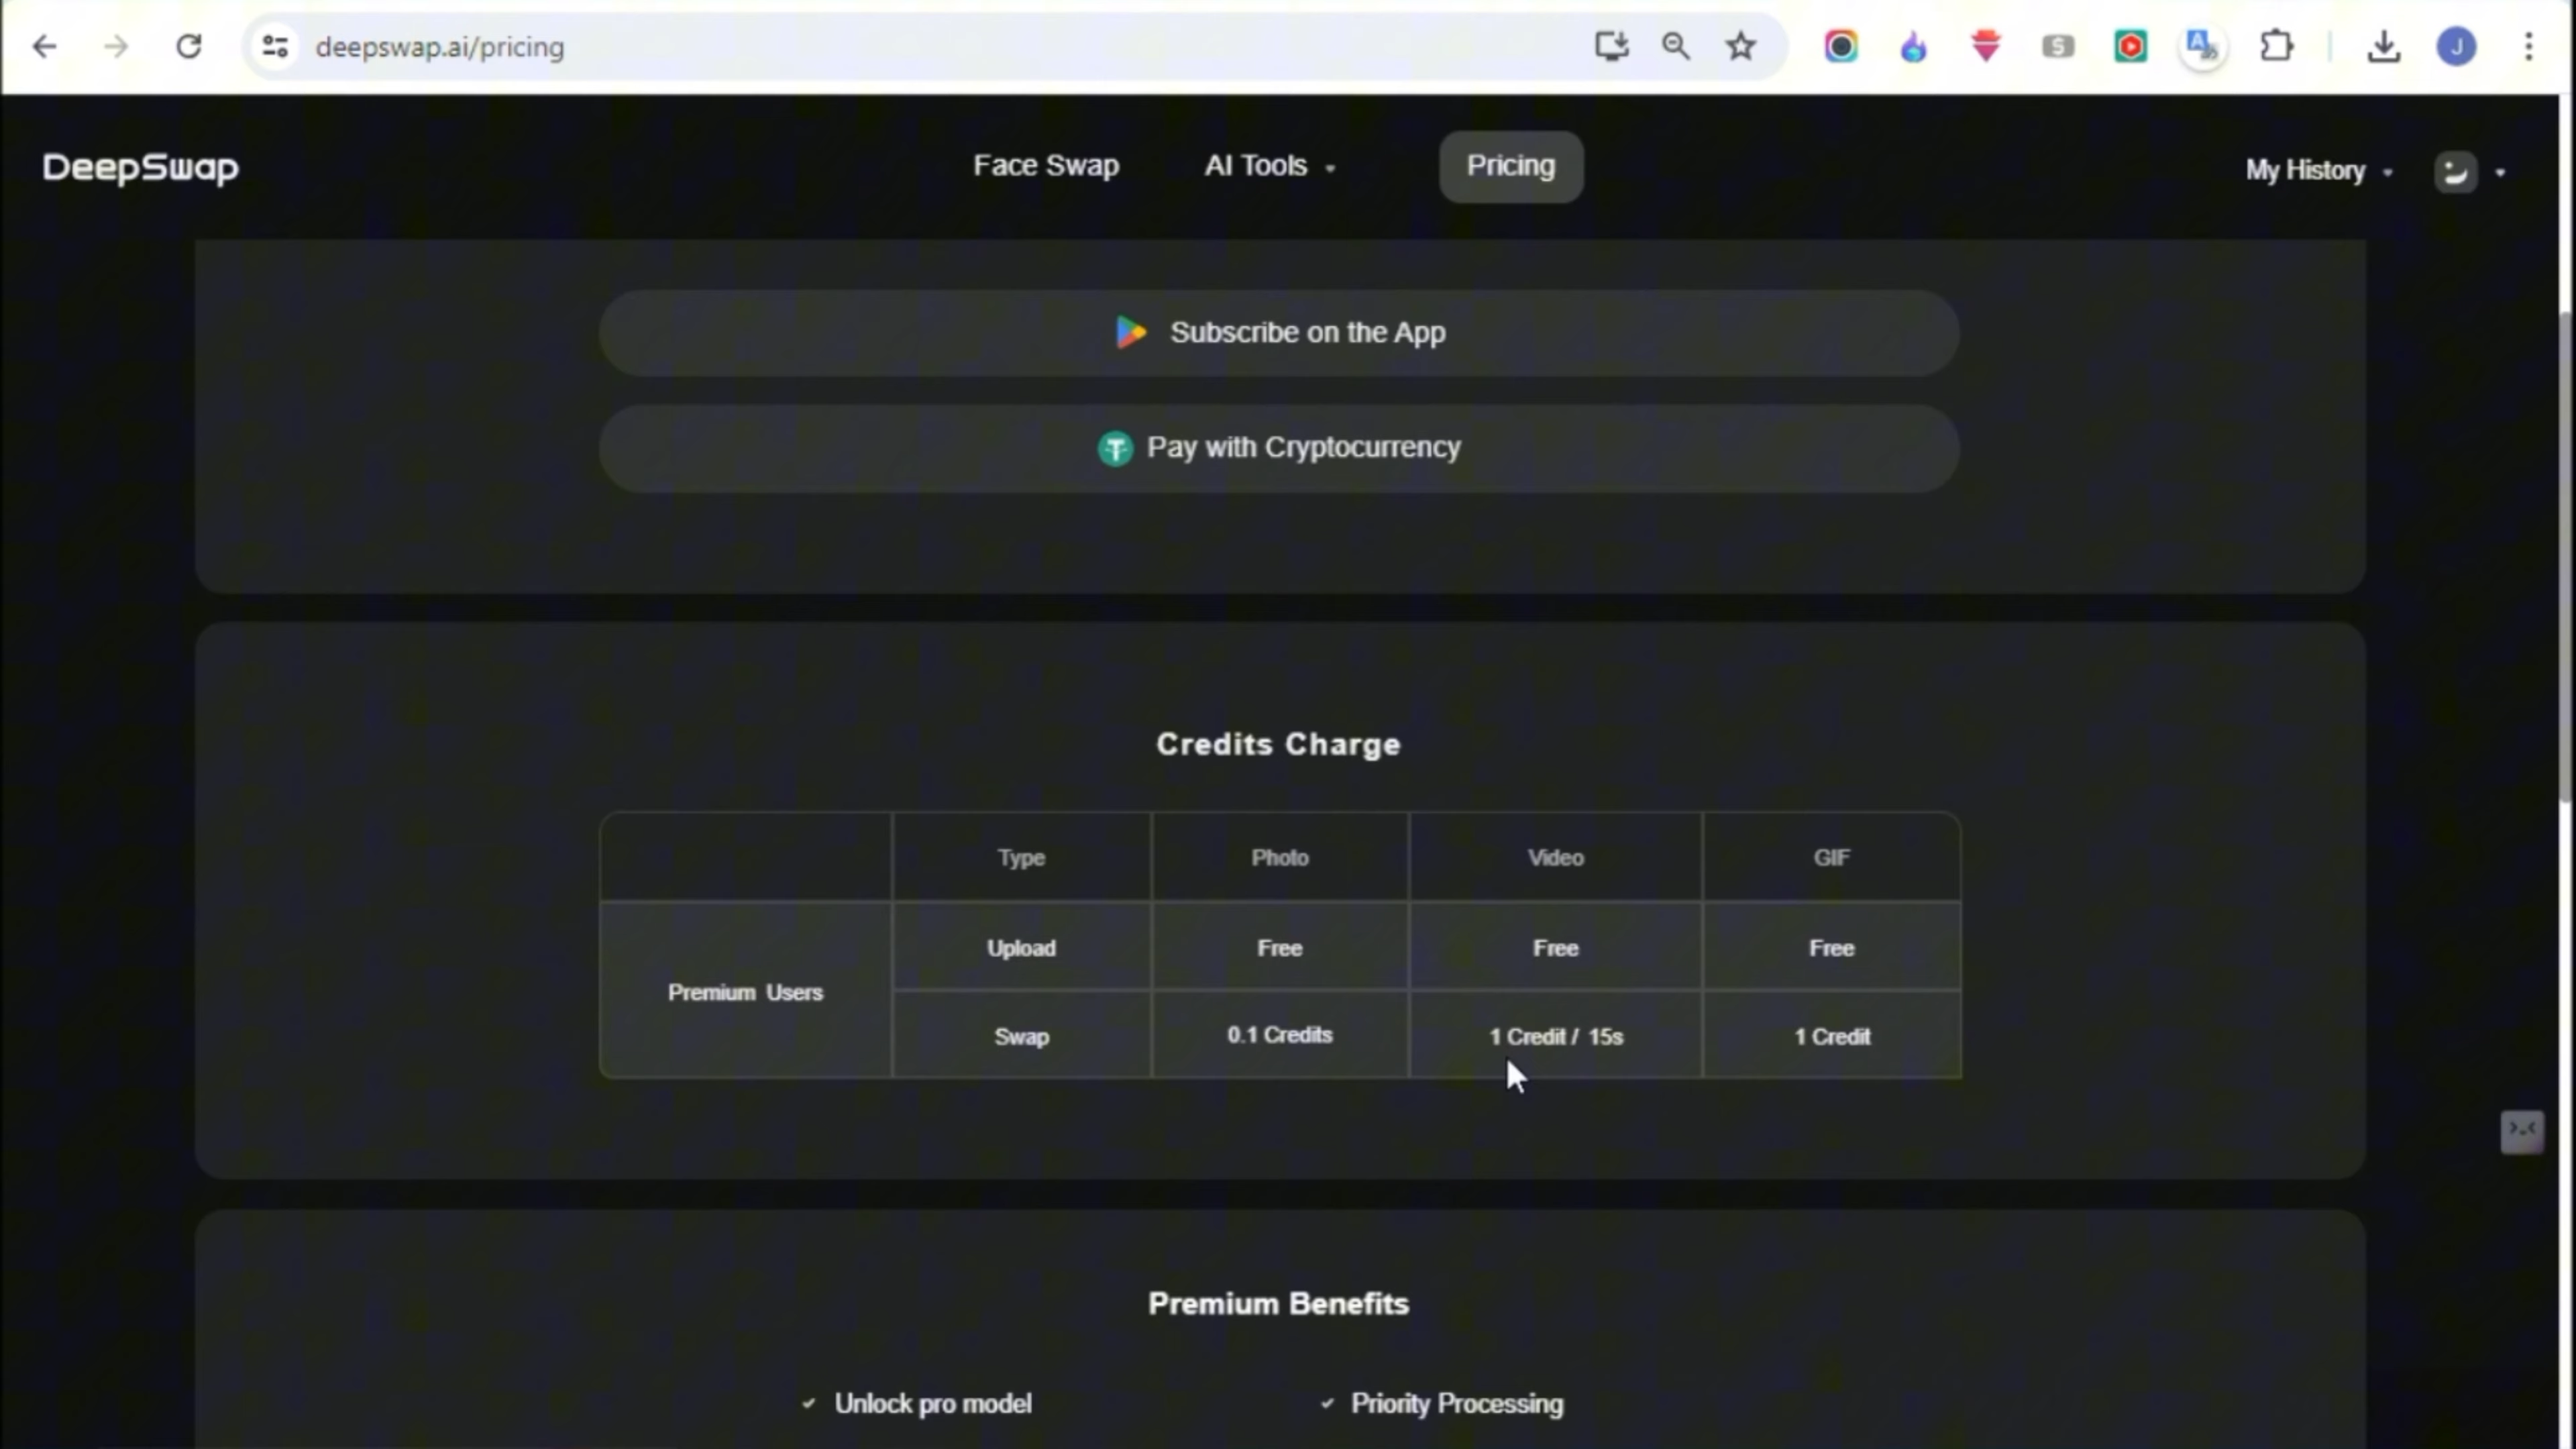 deepswap.ai/pricing
J
DeepSwap
Face Swap
AI Tools
Pricing
My History
Subscribe on the App
Pay with Cryptocurrency
Credits Charge
Type Photo Video GIF
Premium Users
Upload Free Free Free
Swap 0.1 Credits 1 Credit / 15s 1 Credit
Premium Benefits
Unlock pro model
Priority Processing